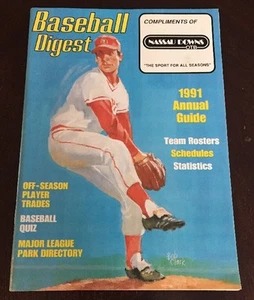 Baseball
Digest
COMPLIMENTS OF
NASSAU DOWNS
OTB
"THE SPORT FOR ALL SEASONS"
1991
Annual
Guide
Team Rosters
Schedules
Statistics
OFF-SEASON
PLAYER
TRADES
BASEBALL
QUIZ
MAJOR LEAGUE
PARK DIRECTORY